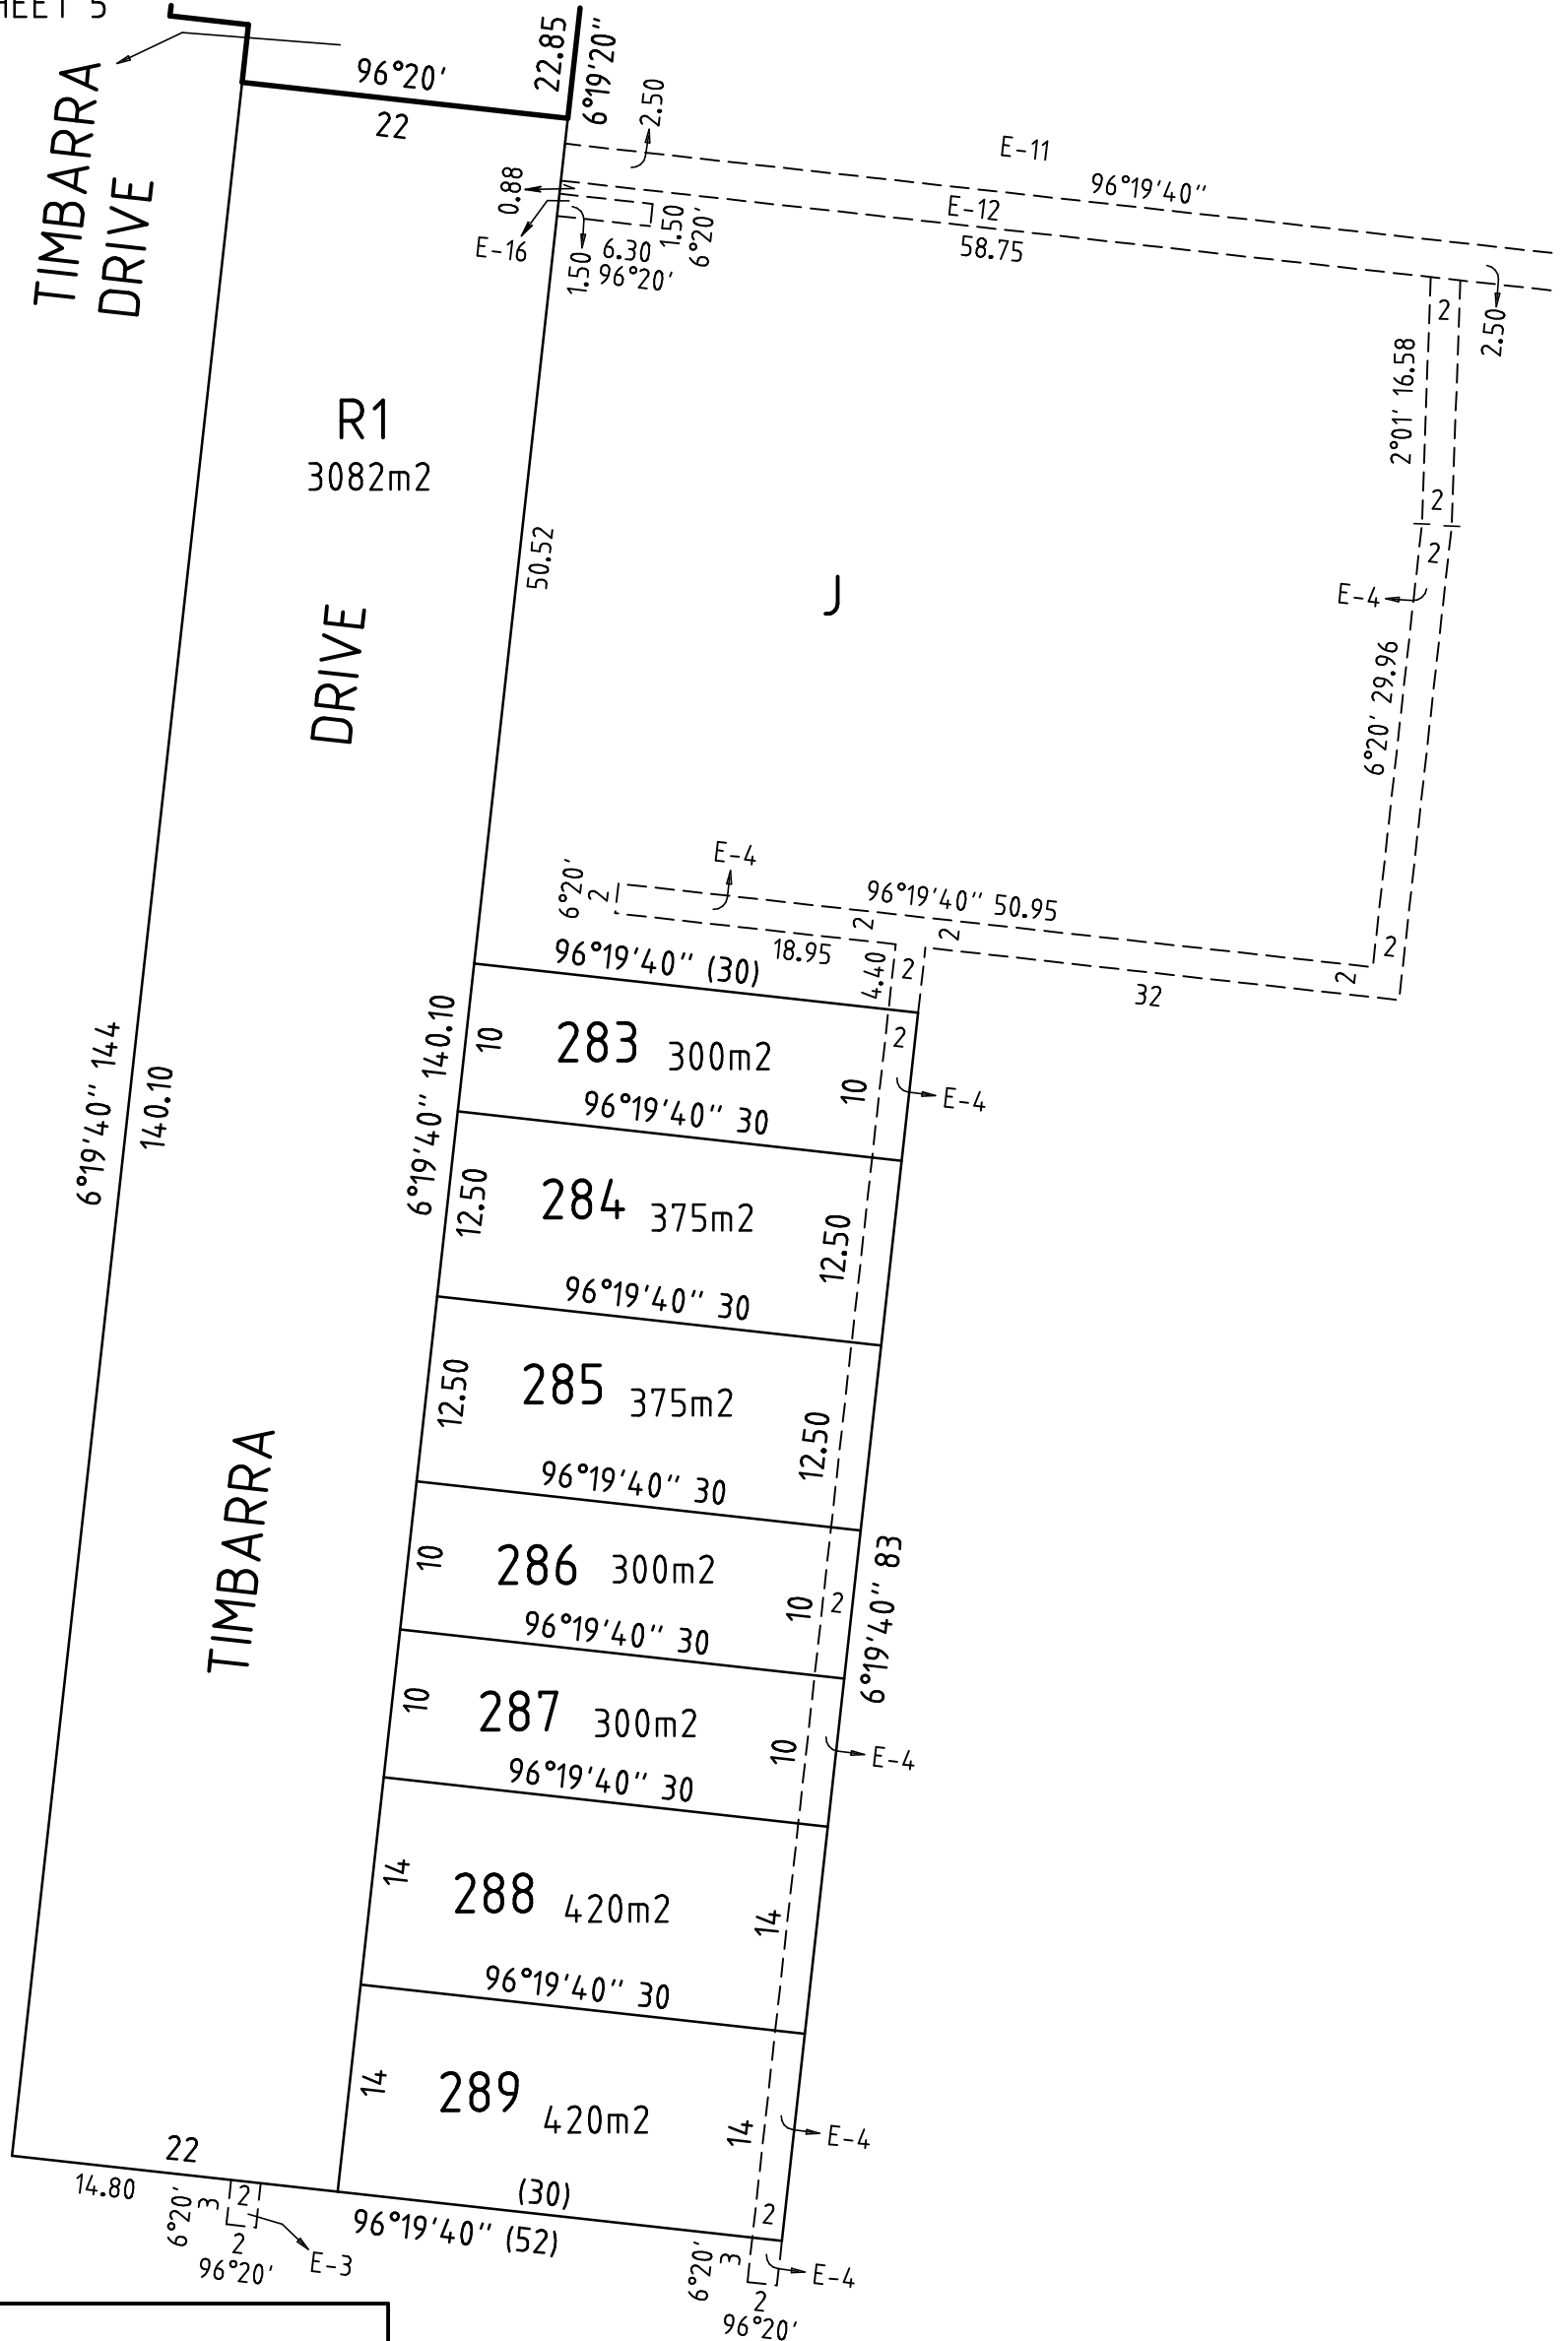 HEET 5
TIMBARRA
DRIVE
96°20'
22
22.85
6°19'20"
2.50
E-11
96°19'40"
E-12
58.75
0.88
E-16
1.50
6.30
96°20'
1.50
6°20'
2
2.50
2°01' 16.58
2
2
E-4
6°20' 29.96
R1
3082m2
50.52
J
DRIVE
E-4
6°20'
2
96°19'40" 50.95
2
2
18.95
4.40
2
2
2
32
96°19'40" (30)
6°19'40" 144
140.10
6°19'40" 140.10
10
283 300m2
2
10
E-4
96°19'40" 30
12.50
284 375m2
12.50
96°19'40" 30
12.50
285 375m2
12.50
96°19'40" 30
TIMBARRA
10
286 300m2
10
2
6°19'40" 83
96°19'40" 30
10
287 300m2
10
E-4
96°19'40" 30
14
288 420m2
14
96°19'40" 30
14
289 420m2
14
E-4
22
14.80
6°20'
3
2
2
96°20'
E-3
(30)
96°19'40" (52)
2
6°20'
3
E-4
2
96°20'